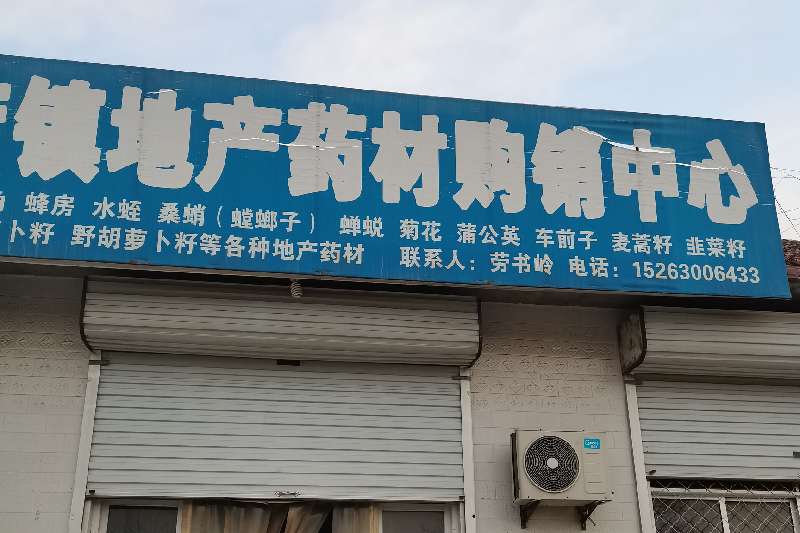 镇地产药材购销中心
蜂房 水蛭 桑蛸（螳螂子） 蝉蜕 菊花 蒲公英 车前子 麦蒿籽 韭菜籽
卜籽 野胡萝卜籽等各种地产药材 联系人：劳书岭 电话：15263006433